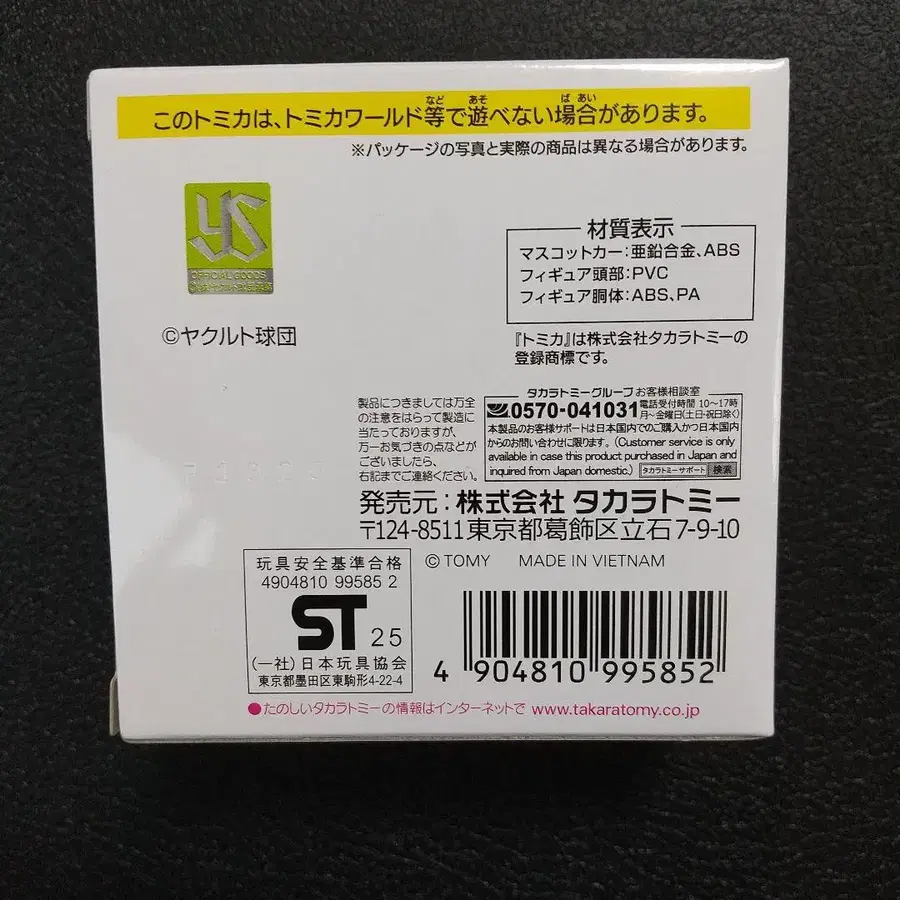 このトミカは、トミカワールド等で遊べない場合があります。
※パッケージの写真と実際の商品は異なる場合があります。
YS
OFFICIAL GOODS
©ヤクルト球団
材質表示
マスコットカー:亜鉛合金、ABS
フィギュア頭部:PVC
フィギュア胴体:ABS、PA
『トミカ』は株式会社タカラトミーの
登録商標です。
製品につきましては万全
の注意をはらって製造に
当たっておりますが、
万一お気づきの点などが
ございましたら、
右記までご連絡ください。
タカラトミーグループ お客様相談室
0570-041031 電話受付時間 10〜17時
月〜金曜日(土日・祝日除く)
本製品のお客様サポートは日本国内でのご購入かつ日本国内
からのお問い合わせに限ります。(Customer service is only
available in case this product purchased in Japan and
inquired from Japan domestic.) タカラトミーサポート 検索
発売元:株式会社 タカラトミー
〒124-8511 東京都葛飾区立石7-9-10
© TOMY MADE IN VIETNAM
玩具安全基準合格
4904810 99585 2
ST 25
(一社)日本玩具協会
東京都墨田区東駒形4-22-4
4 904810 995852
●たのしいタカラトミーの情報はインターネットで www.takaratomy.co.jp